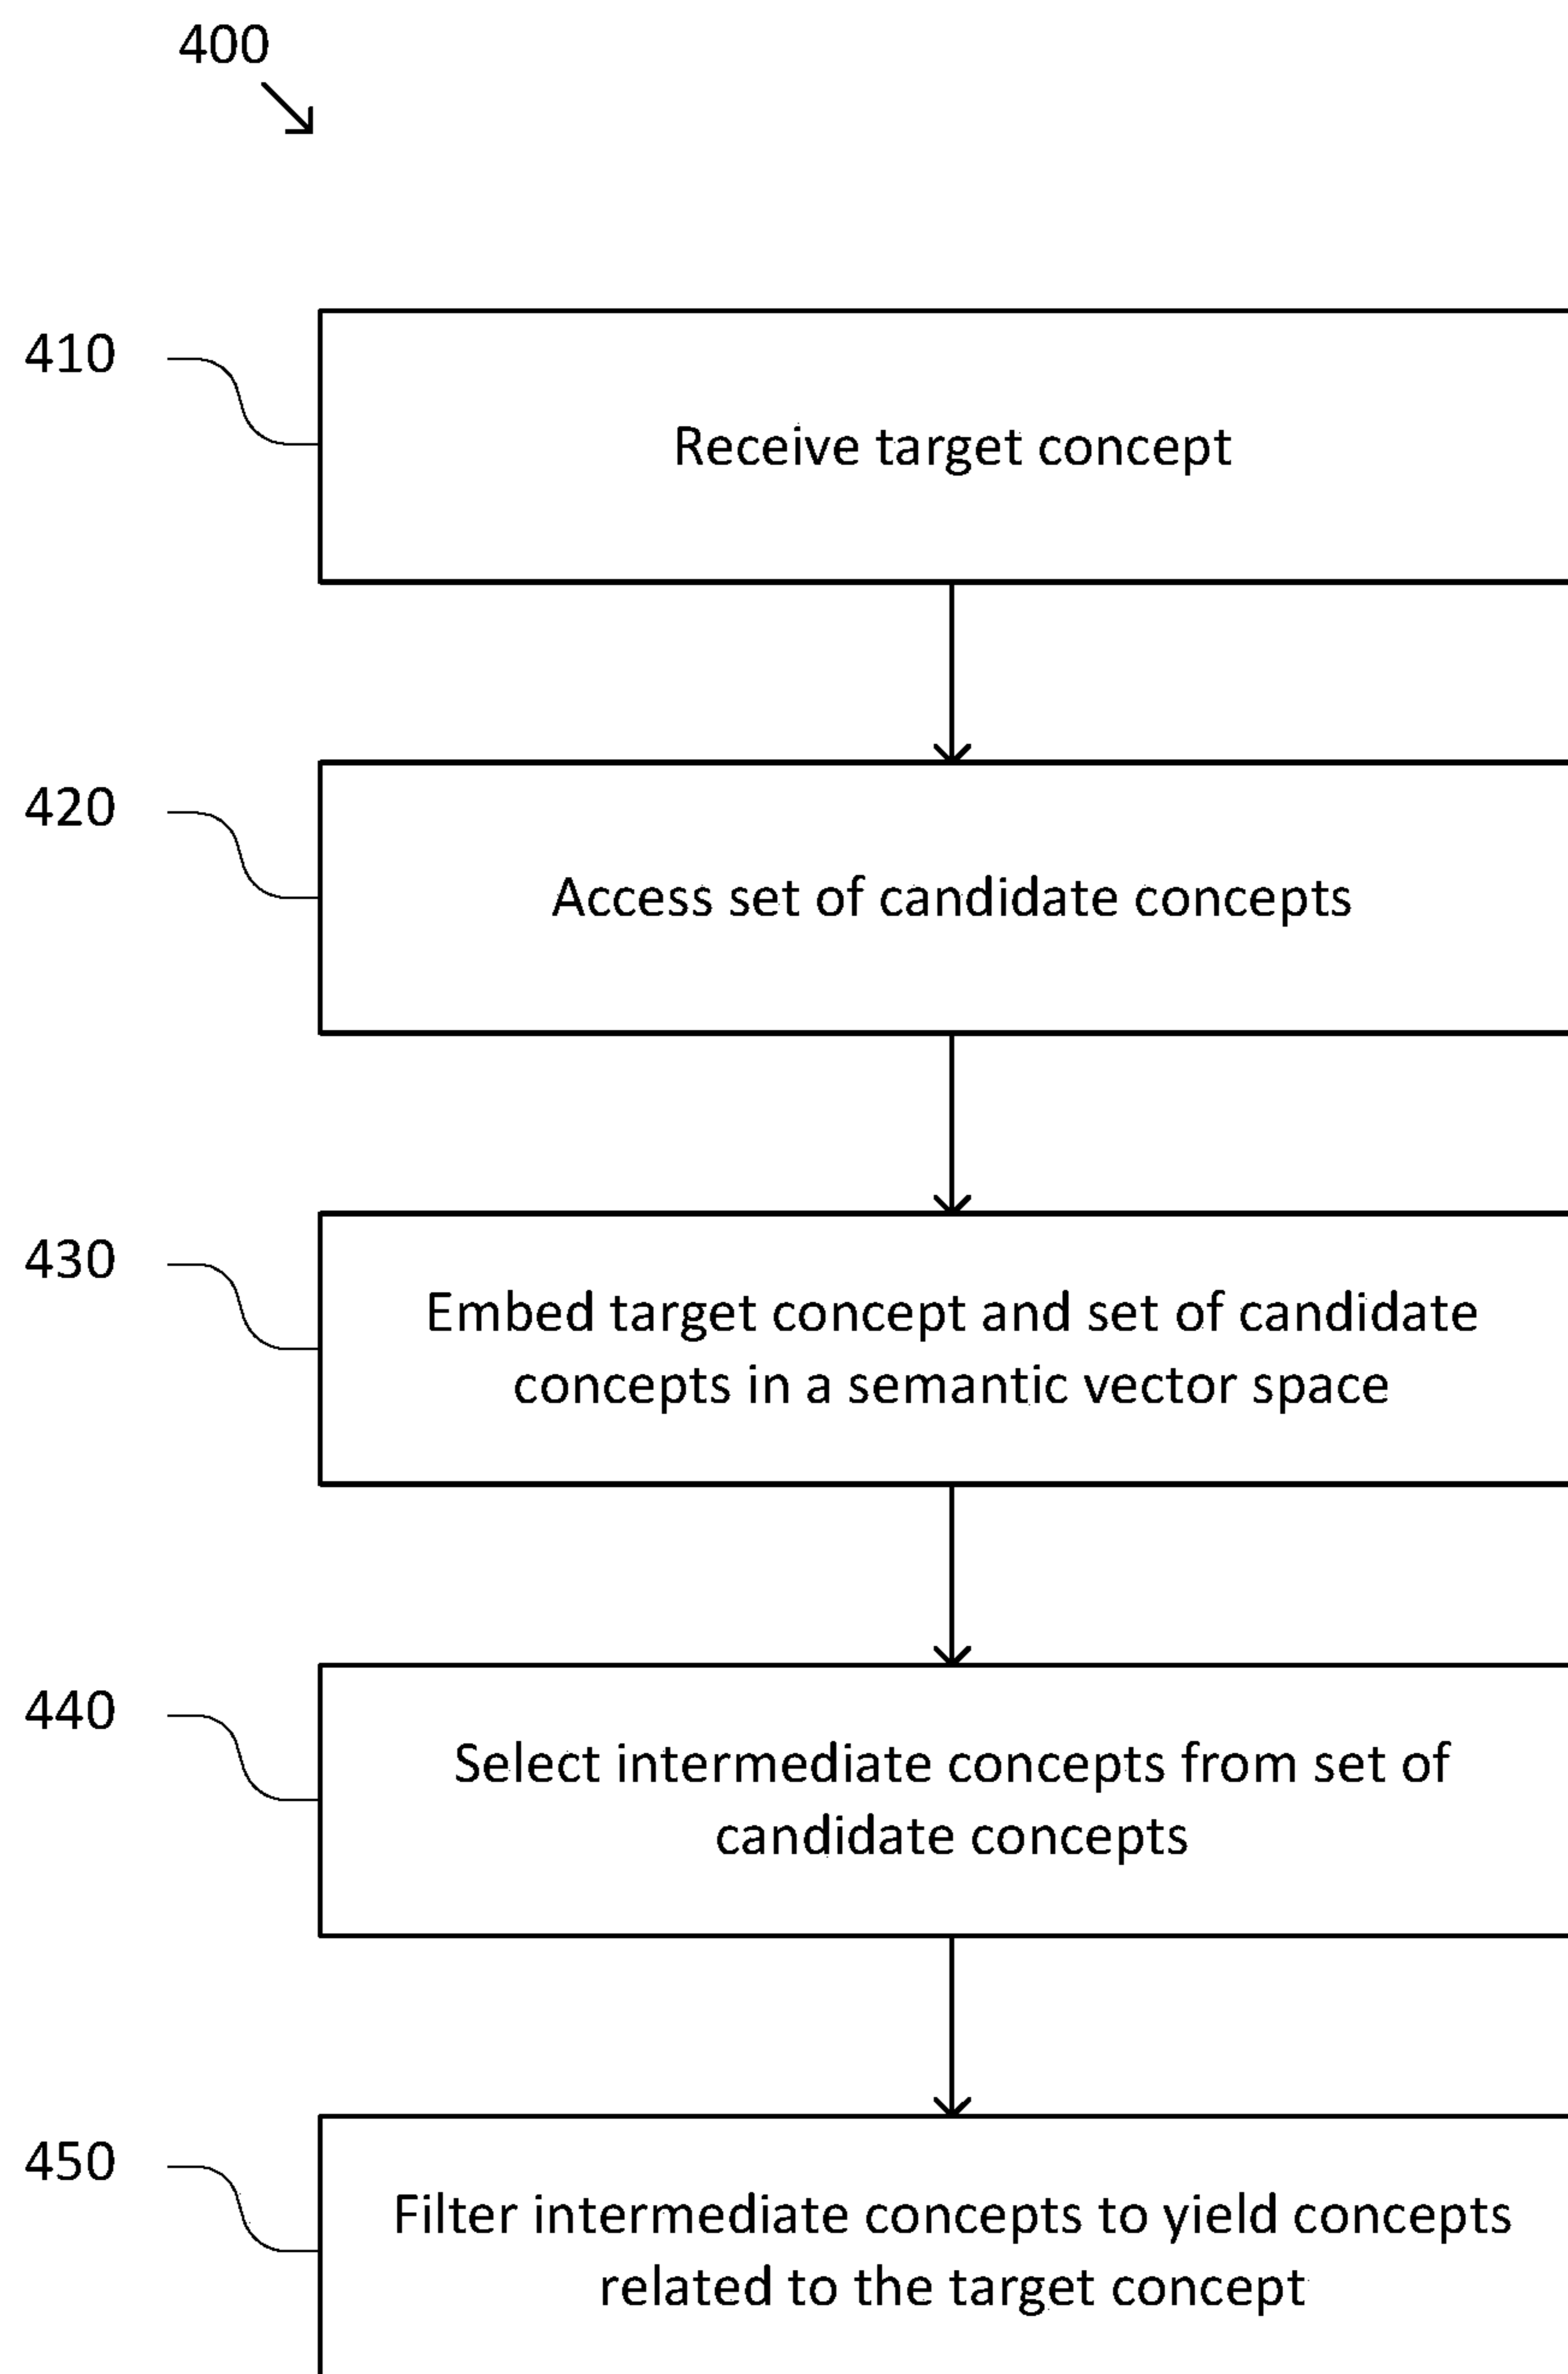 400
410
Receive target concept
420
Access set of candidate concepts
430
Embed target concept and set of candidate
concepts in a semantic vector space
440
Select intermediate concepts from set of
candidate concepts
450
Filter intermediate concepts to yield concepts
related to the target concept